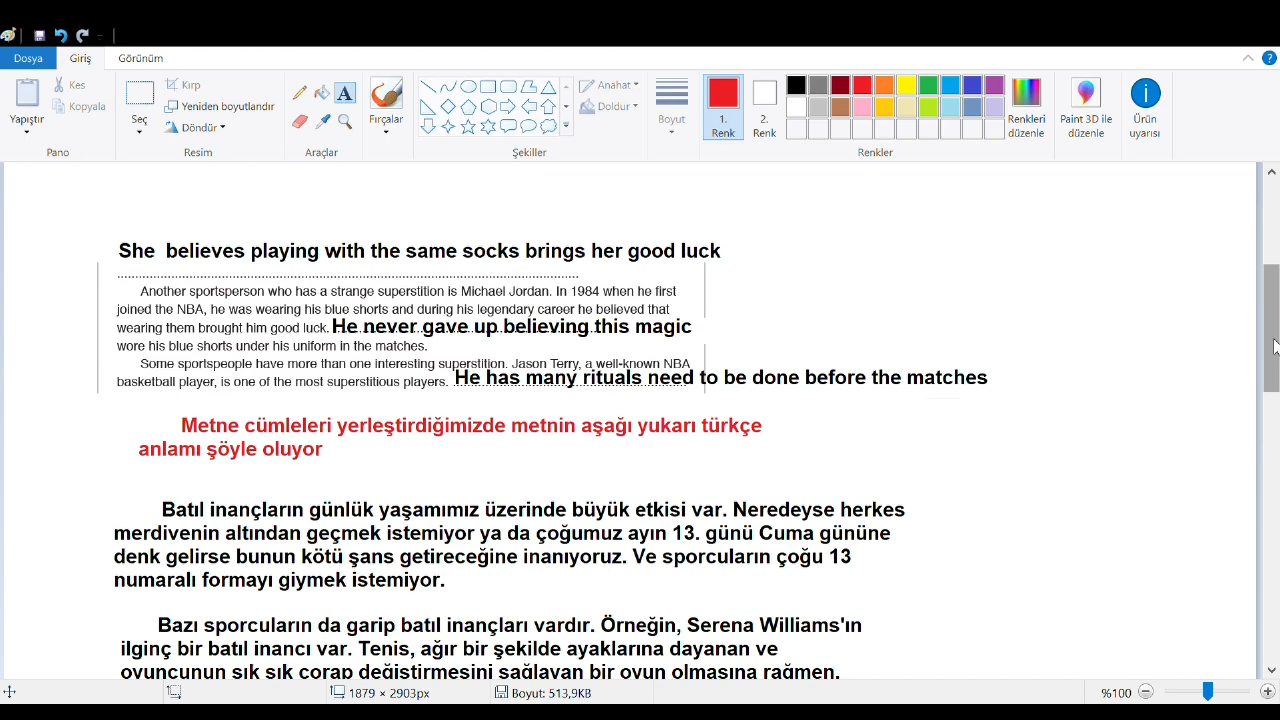 Dosya Giriş Görünüm
Yapıştır Kes Kopyala Seç Kırp Yeniden boyutlandır Döndür A Fırçalar Anahat Doldur Boyut 1. Renk 2. Renk Renkleri düzenle Paint 3D ile düzenle Ürün uyarısı
Pano Resim Araçlar Şekiller Renkler
She believes playing with the same socks brings her good luck
Another sportsperson who has a strange superstition is Michael Jordan. In 1984 when he first
joined the NBA, he was wearing his blue shorts and during his legendary career he believed that
wearing them brought him good luck. He never gave up believing this magic
wore his blue shorts under his uniform in the matches.
Some sportspeople have more than one interesting superstition. Jason Terry, a well-known NBA
basketball player, is one of the most superstitious players. He has many rituals need to be done before the matches
Metne cümleleri yerleştirdiğimizde metnin aşağı yukarı türkçe
anlamı şöyle oluyor
Batıl inançların günlük yaşamımız üzerinde büyük etkisi var. Neredeyse herkes
merdivenin altından geçmek istemiyor ya da çoğumuz ayın 13. günü Cuma gününe
denk gelirse bunun kötü şans getireceğine inanıyoruz. Ve sporcuların çoğu 13
numaralı formayı giymek istemiyor.
Bazı sporcuların da garip batıl inançları vardır. Örneğin, Serena Williams'ın
ilginç bir batıl inancı var. Tenis, ağır bir şekilde ayaklarına dayanan ve
oyuncunun sık sık çorap değiştirmesini sağlayan bir oyun olmasına rağmen,
1879 × 2903px Boyut: 513,9KB %100